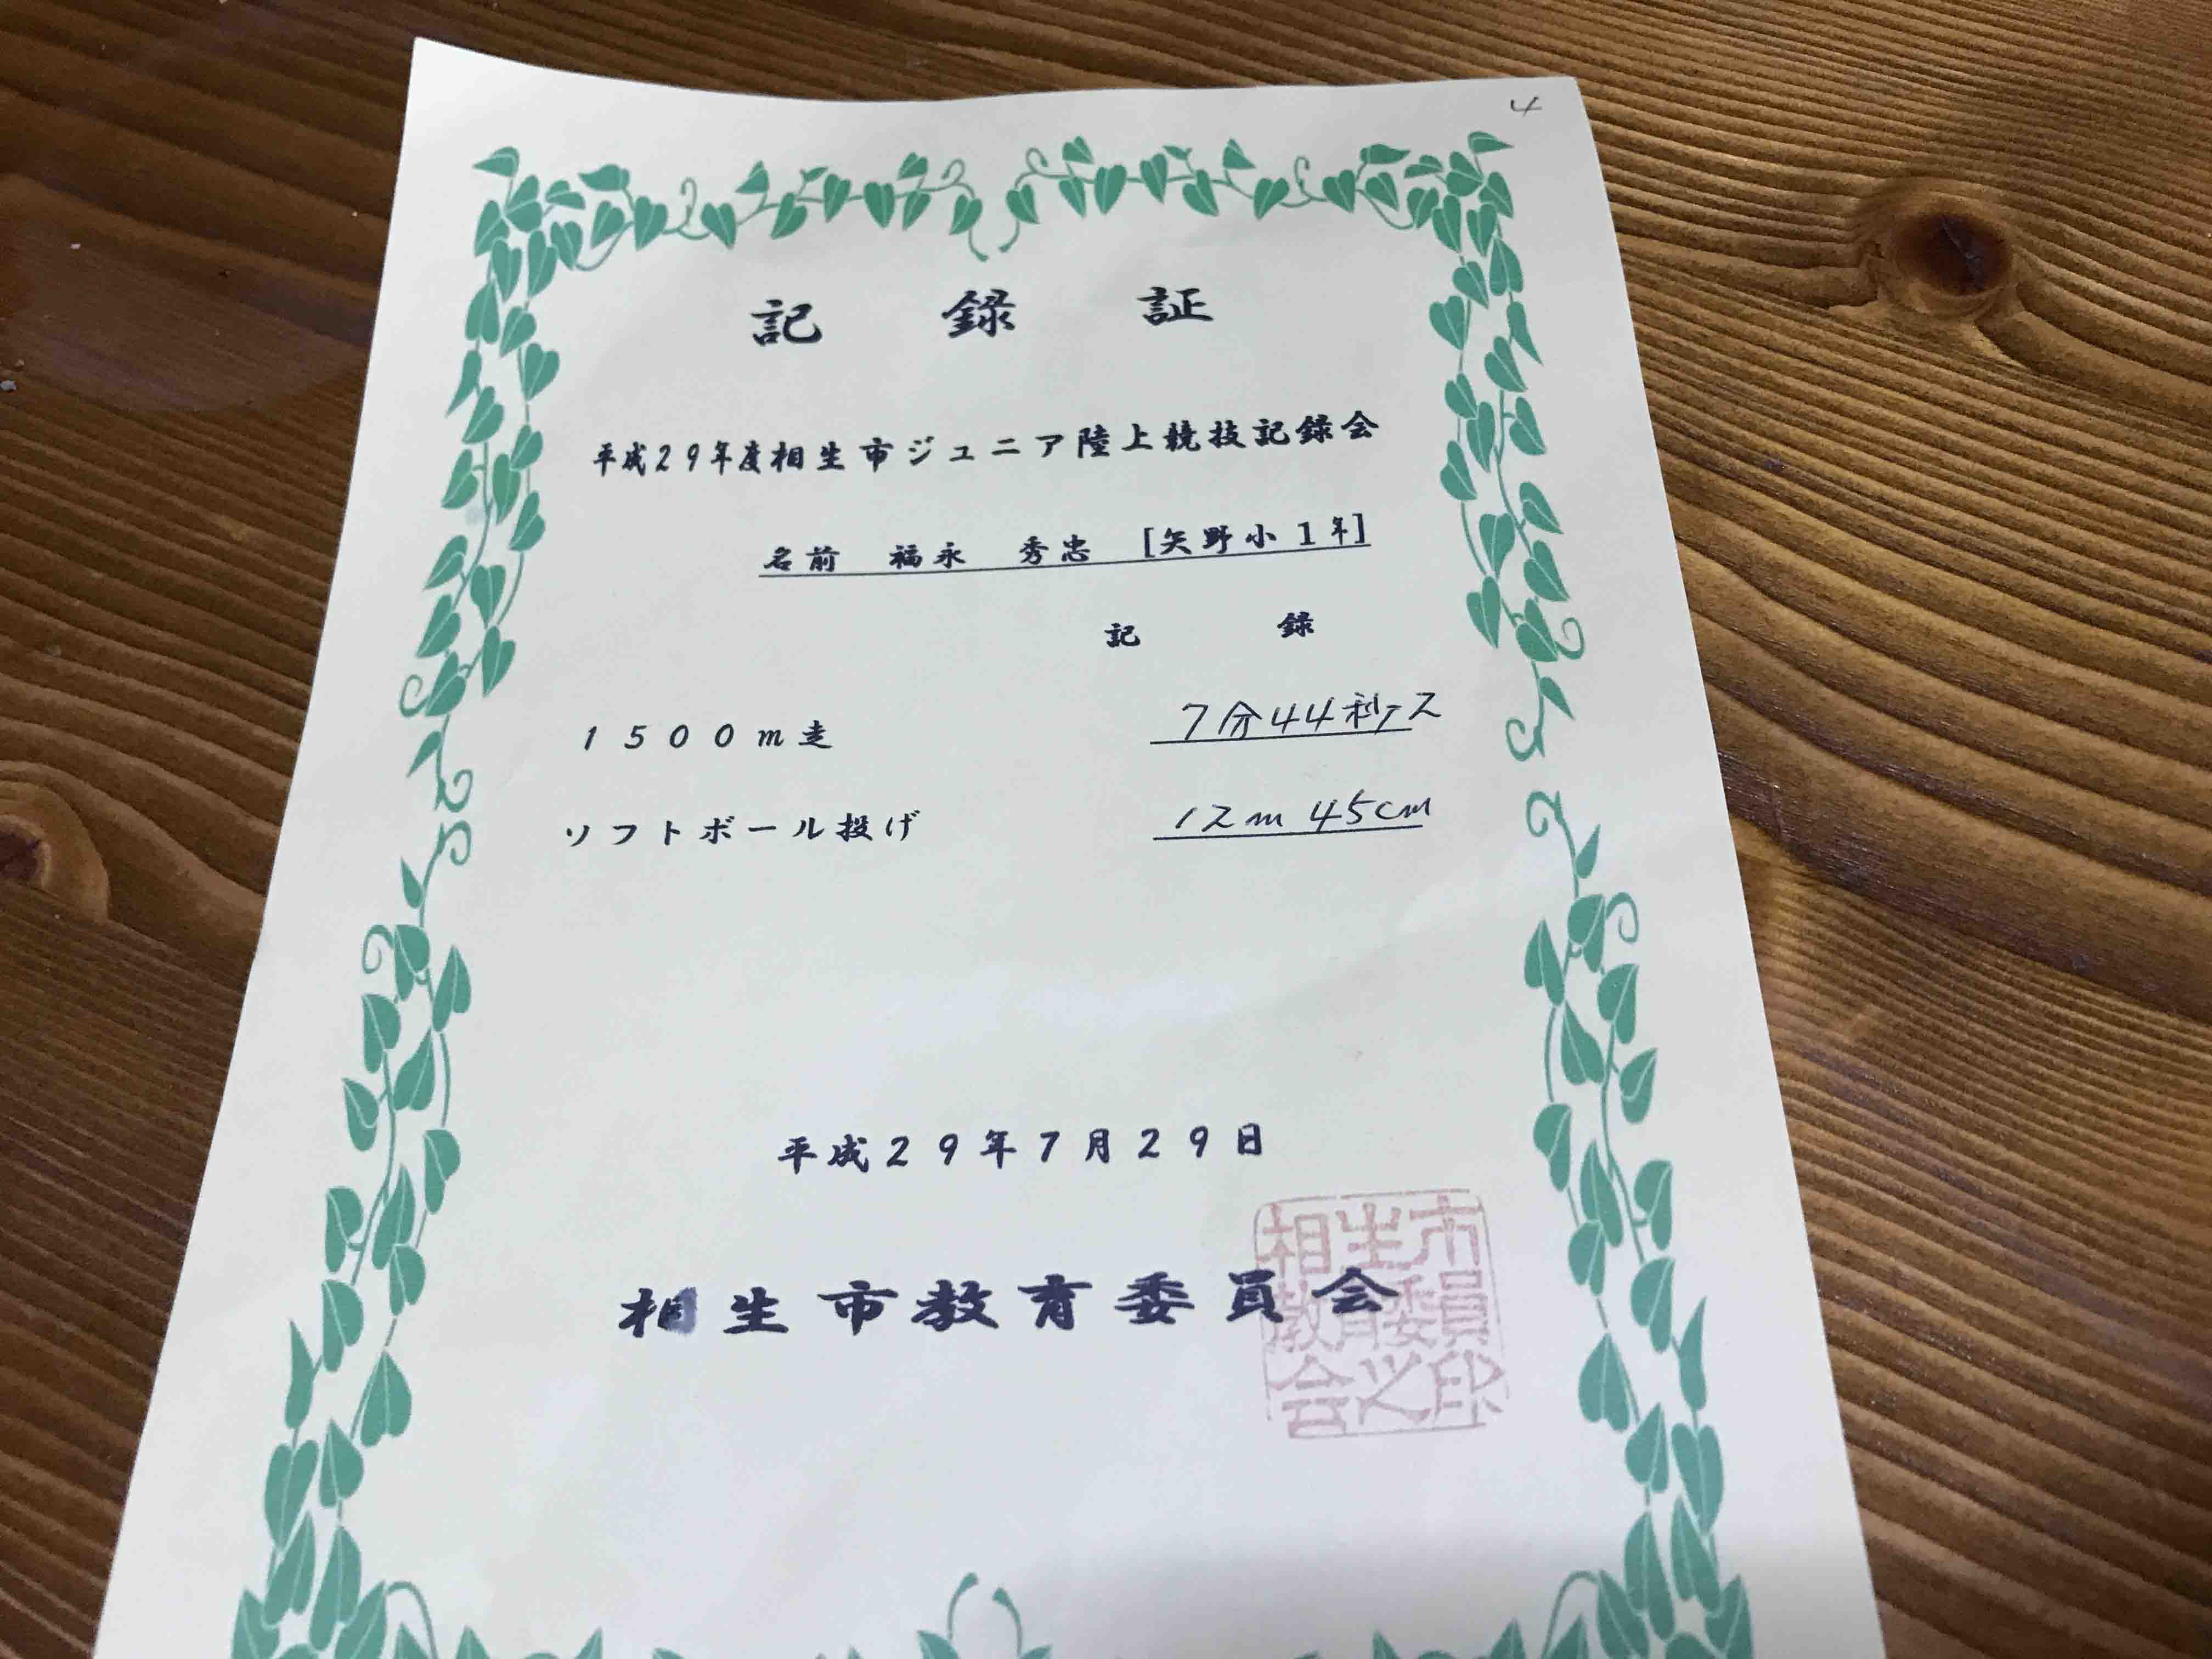 4
記録証
平成29年度相生市ジュニア陸上競技記録会
名前 福永 秀忠 [矢野小1年]
記録
1500m走 7分44秒72
ソフトボール投げ 12m 45cm
平成29年7月29日
相生市教育委員会
相生市
教育委員
会之印